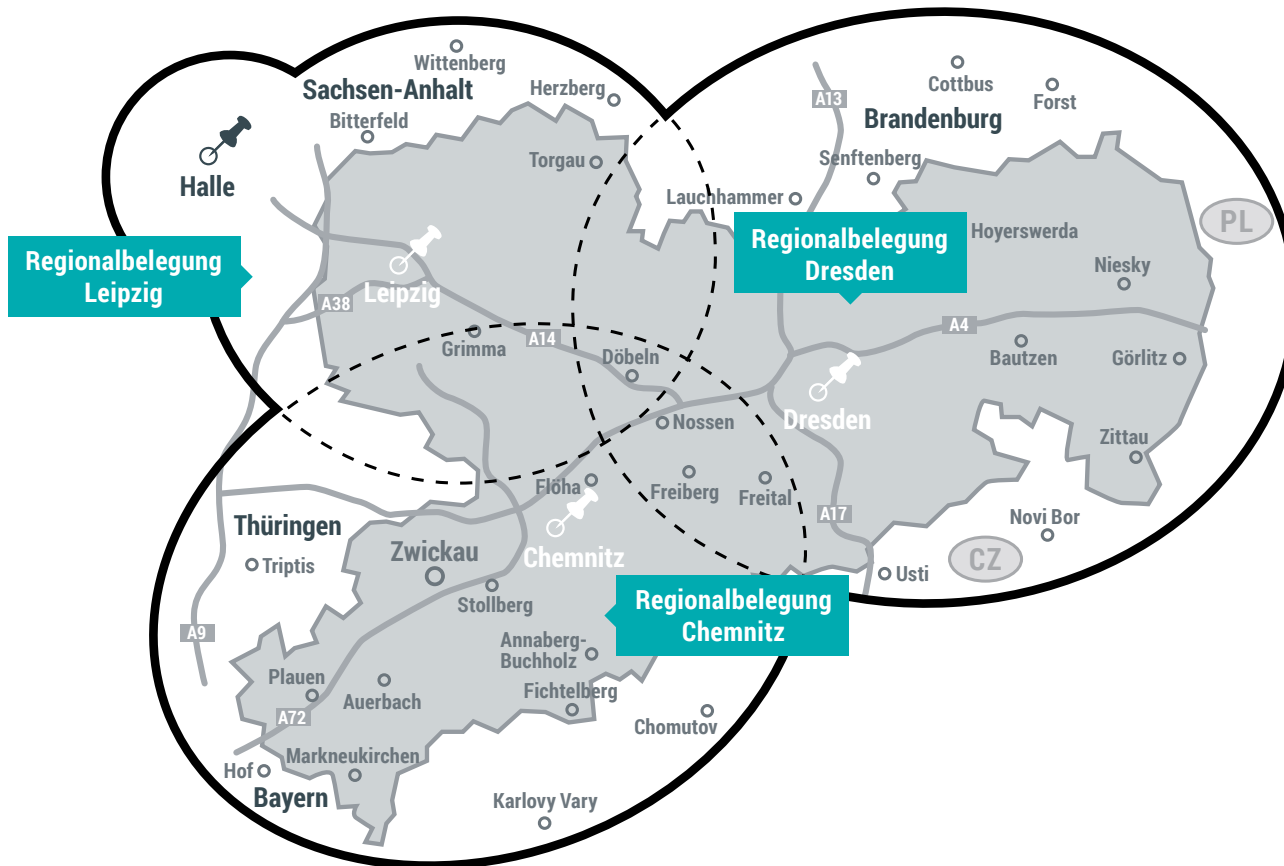 Wittenberg
Sachsen-Anhalt
Herzberg
Bitterfeld
Cottbus
Forst
A13
Brandenburg
Halle
Torgau
Senftenberg
Lauchhammer
PL
Regionalbelegung
Leipzig
Regionalbelegung
Dresden
Hoyerswerda
Niesky
Leipzig
A38
A14
A4
Grimma
Döbeln
Bautzen
Görlitz
Nossen
Dresden
Zittau
Flöha
Freiberg
Freital
A17
Novi Bor
Thüringen
Triptis
Zwickau
Chemnitz
CZ
Usti
Stollberg
Regionalbelegung
Chemnitz
A9
Annaberg-
Buchholz
Plauen
Auerbach
Fichtelberg
A72
Chomutov
Markneukirchen
Hof
Bayern
Karlovy Vary